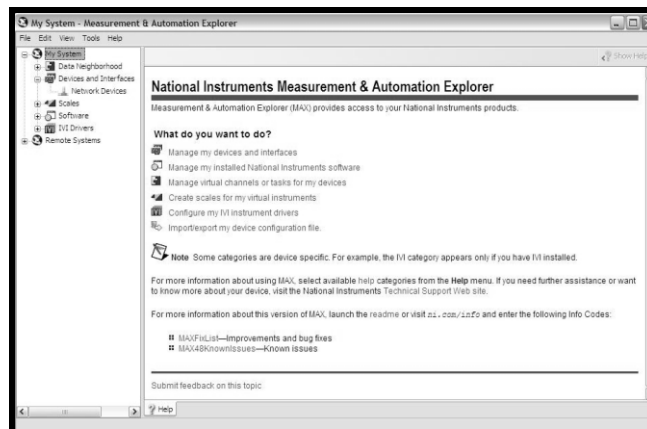 My System - Measurement & Automation Explorer
File Edit View Tools Help
My System
Data Neighborhood
Devices and Interfaces
Network Devices
Scales
Software
IVI Drivers
Remote Systems
Show Help
National Instruments Measurement & Automation Explorer
Measurement & Automation Explorer (MAX) provides access to your National Instruments products.
What do you want to do?
Manage my devices and interfaces
Manage my installed National Instruments software
Manage virtual channels or tasks for my devices
Create scales for my virtual instruments
Configure my IVI instrument drivers
Import/export my device configuration file.
Note Some categories are device specific. For example, the IVI category appears only if you have IVI installed.
For more information about using MAX, select available help categories from the Help menu. If you need further assistance or want
to know more about your device, visit the National Instruments Technical Support Web site.
For more information about this version of MAX, launch the readme or visit ni.com/info and enter the following Info Codes:
MAXFixList—Improvements and bug fixes
MAX46KnownIssues—Known issues
Submit feedback on this topic
Help